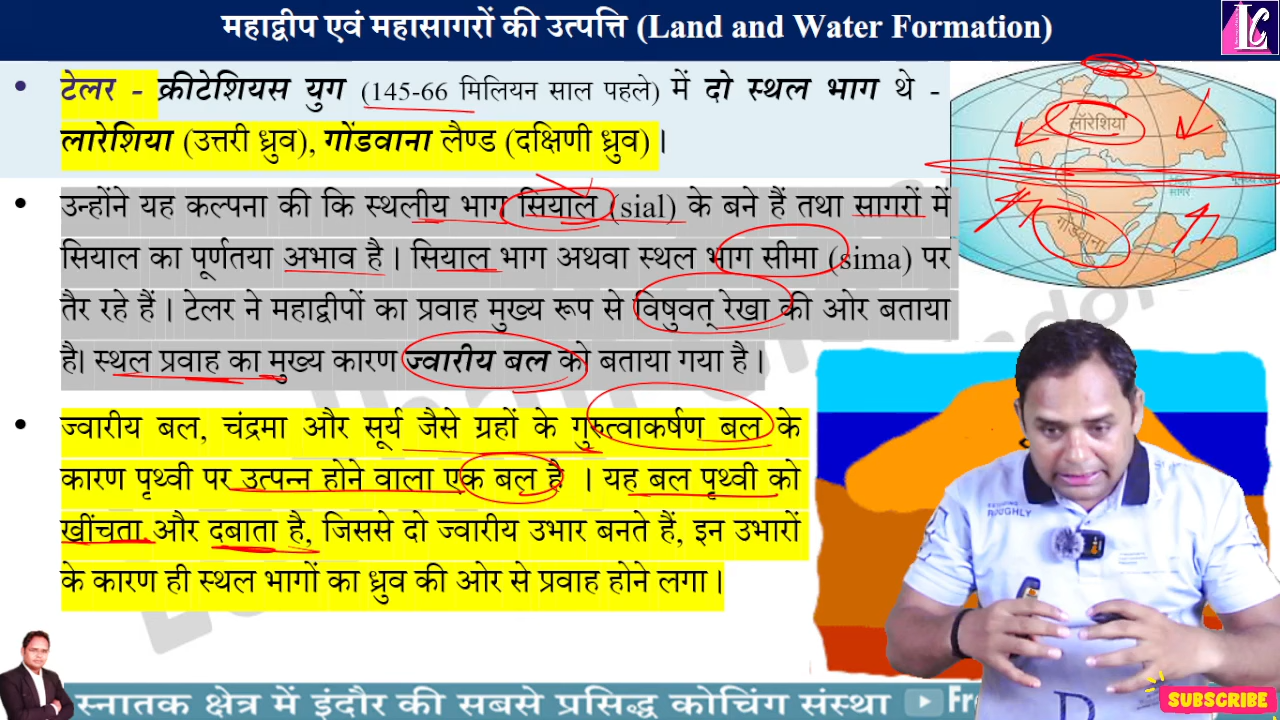 महाद्वीप एवं महासागरों की उत्पत्ति (Land and Water Formation)
LC
• टेलर - क्रीटेशियस युग (145-66 मिलियन साल पहले) में दो स्थल भाग थे -
लारेशिया (उत्तरी ध्रुव), गोंडवाना लैण्ड (दक्षिणी ध्रुव)।
लॉरेशिया
गोंडवाना
• उन्होंने यह कल्पना की कि स्थलीय भाग सियाल (sial) के बने हैं तथा सागरों में
सियाल का पूर्णतया अभाव है। सियाल भाग अथवा स्थल भाग सीमा (sima) पर
तैर रहे हैं। टेलर ने महाद्वीपों का प्रवाह मुख्य रूप से विषुवत् रेखा की ओर बताया
है। स्थल प्रवाह का मुख्य कारण ज्वारीय बल को बताया गया है।
• ज्वारीय बल, चंद्रमा और सूर्य जैसे ग्रहों के गुरुत्वाकर्षण बल के
कारण पृथ्वी पर उत्पन्न होने वाला एक बल है । यह बल पृथ्वी को
खींचता और दबाता है, जिससे दो ज्वारीय उभार बनते हैं, इन उभारों
के कारण ही स्थल भागों का ध्रुव की ओर से प्रवाह होने लगा।
ROUGHLY
स्नातक क्षेत्र में इंदौर की सबसे प्रसिद्ध कोचिंग संस्था
SUBSCRIBE